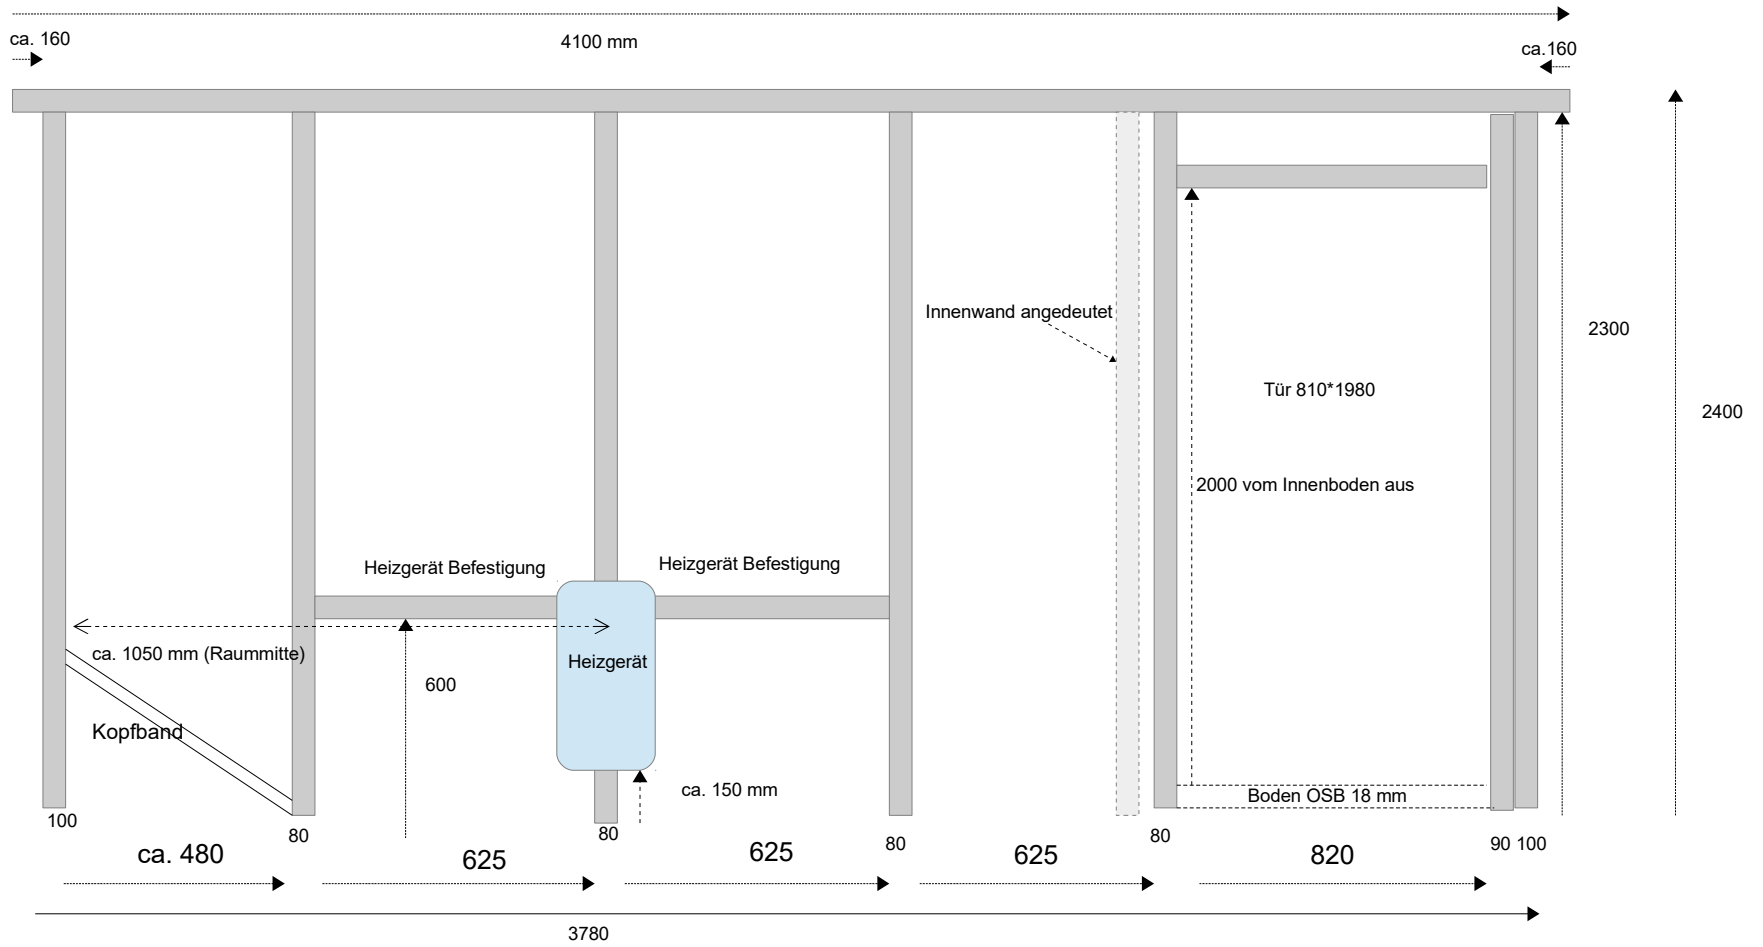 ca. 160
4100 mm
ca.160
Innenwand angedeutet
2300
Tür 810*1980
2400
2000 vom Innenboden aus
Heizgerät Befestigung
Heizgerät Befestigung
ca. 1050 mm (Raummitte)
Heizgerät
600
Kopfband
ca. 150 mm
Boden OSB 18 mm
100
80
80
80
80
90 100
ca. 480
625
625
625
820
3780